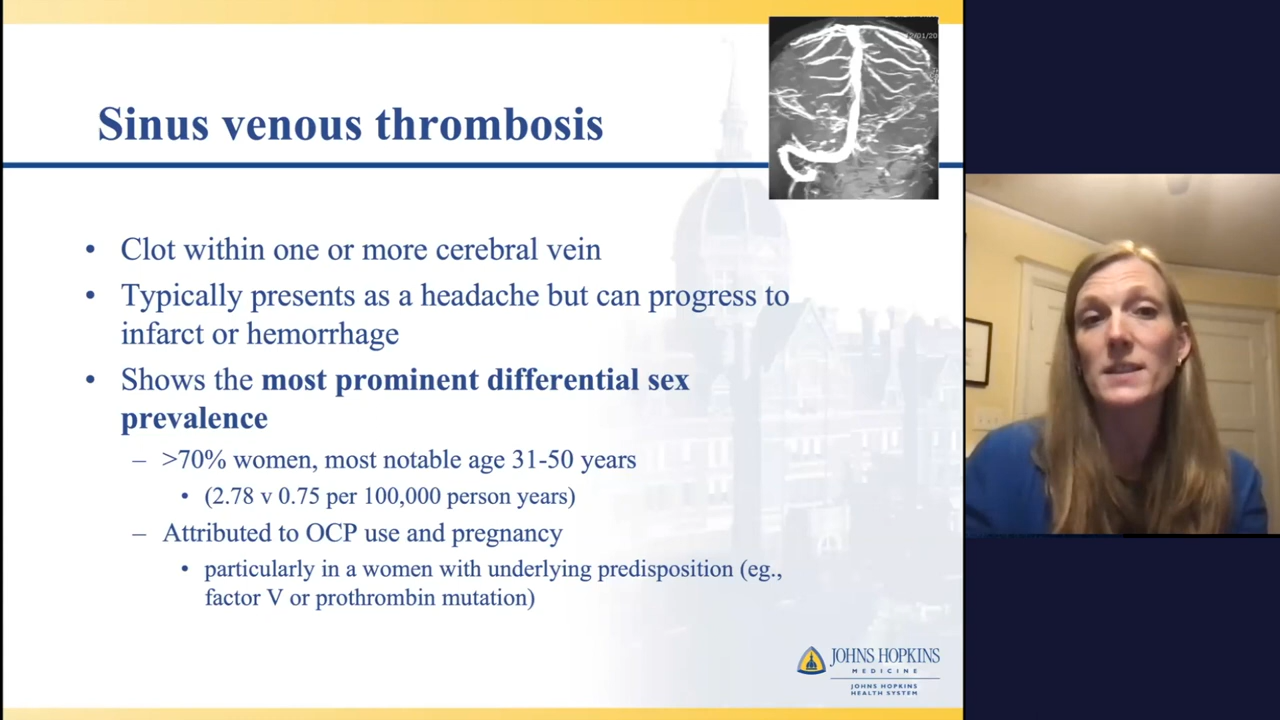 Sinus venous thrombosis
• Clot within one or more cerebral vein
• Typically presents as a headache but can progress to
infarct or hemorrhage
• Shows the most prominent differential sex
prevalence
– >70% women, most notable age 31-50 years
• (2.78 v 0.75 per 100,000 person years)
– Attributed to OCP use and pregnancy
• particularly in a women with underlying predisposition (eg.,
factor V or prothrombin mutation)
JOHNS HOPKINS
MEDICINE
JOHNS HOPKINS
HEALTH SYSTEM